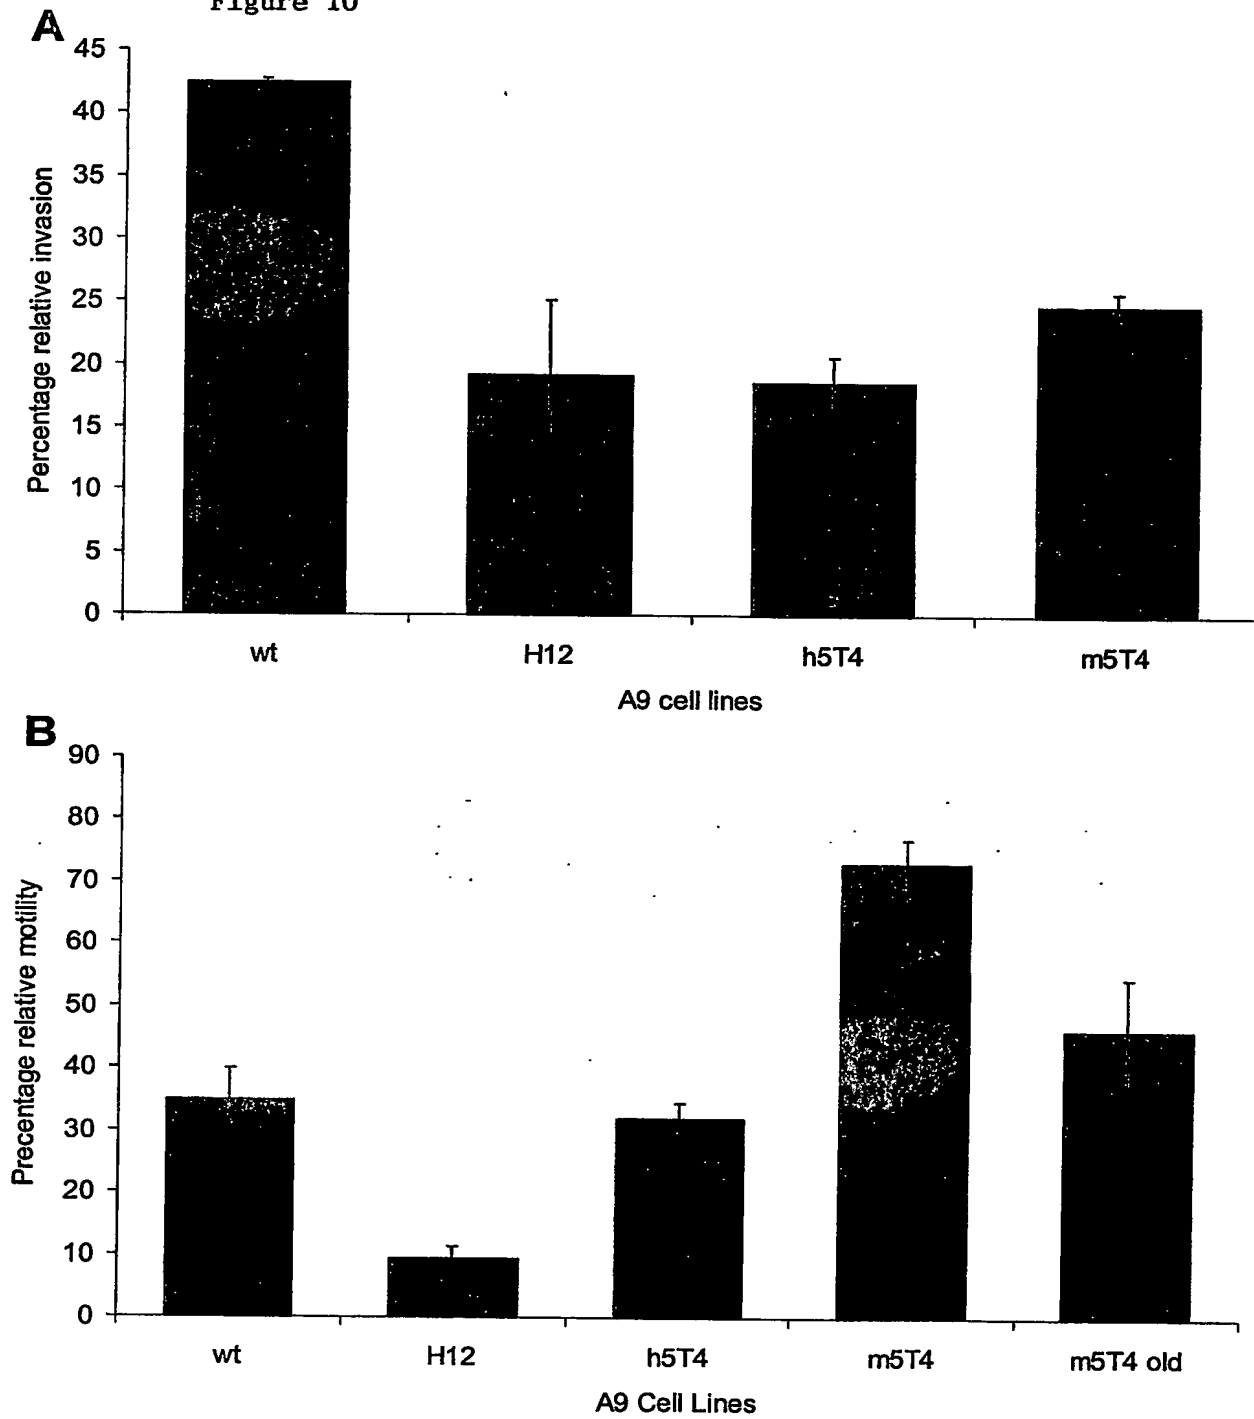 Figure 10
A
45
40
35
30
25
20
15
10
5
0
Percentage relative invasion
wt H12 h5T4 m5T4
A9 cell lines
B
90
80
70
60
50
40
30
20
10
0
Precentage relative motility
wt H12 h5T4 m5T4 m5T4 old
A9 Cell Lines